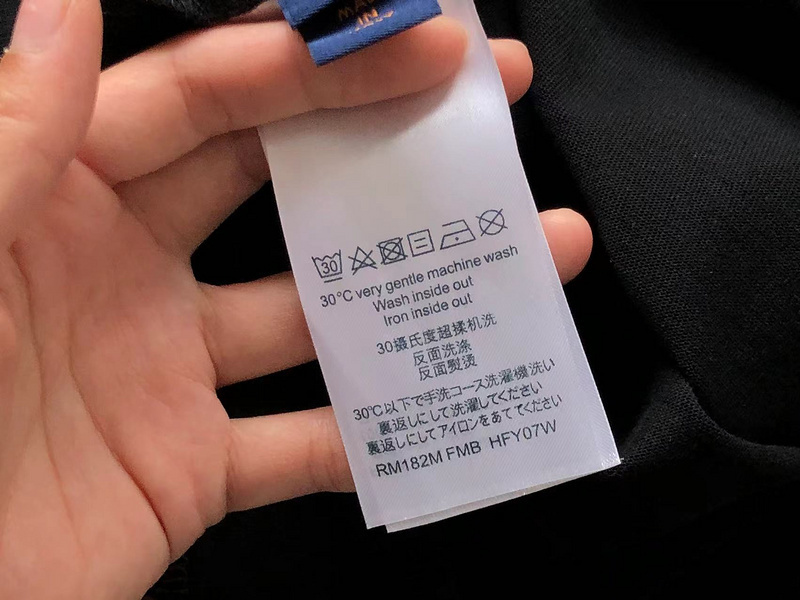 MA
IN
30
30°C very gentle machine wash
Wash inside out
Iron inside out
30摄氏度超揉机洗
反面洗涤
反面熨烫
30℃以下で手洗コース洗濯機洗い
裏返しにして洗濯してください
裏返しにしてアイロンをあててください
RM182M FMB HFY07W